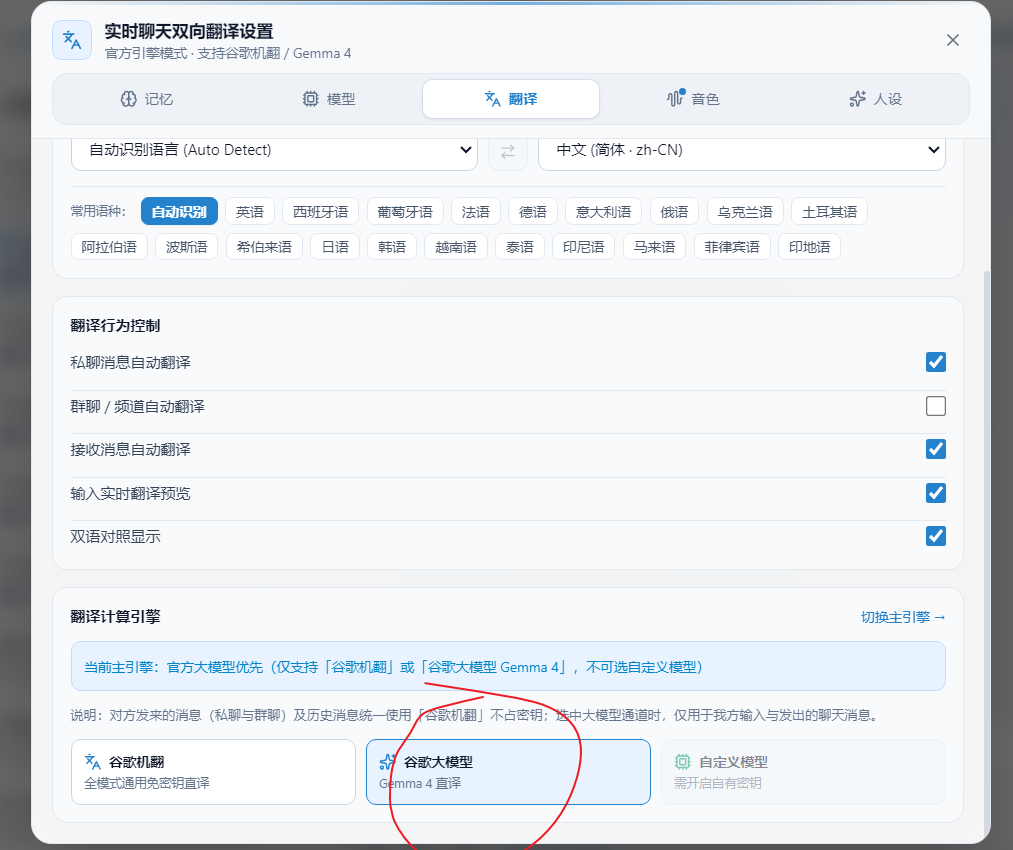 实时聊天双向翻译设置
官方引擎模式 · 支持谷歌机翻 / Gemma 4
记忆
模型
翻译
音色
人设
自动识别语言 (Auto Detect)
中文 (简体 · zh-CN)
常用语种: 自动识别 英语 西班牙语 葡萄牙语 法语 德语 意大利语 俄语 乌克兰语 土耳其语
阿拉伯语 波斯语 希伯来语 日语 韩语 越南语 泰语 印尼语 马来语 菲律宾语 印地语
翻译行为控制
私聊消息自动翻译
群聊 / 频道自动翻译
接收消息自动翻译
输入实时翻译预览
双语对照显示
翻译计算引擎
切换主引擎 →
当前主引擎：官方大模型优先（仅支持「谷歌机翻」或「谷歌大模型 Gemma 4」，不可选自定义模型）
说明：对方发来的消息（私聊与群聊）及历史消息统一使用「谷歌机翻」不占密钥；选中大模型通道时，仅用于我方输入与发出的聊天消息。
谷歌机翻
全模式通用免密钥直译
谷歌大模型
Gemma 4 直译
自定义模型
需开启自有密钥